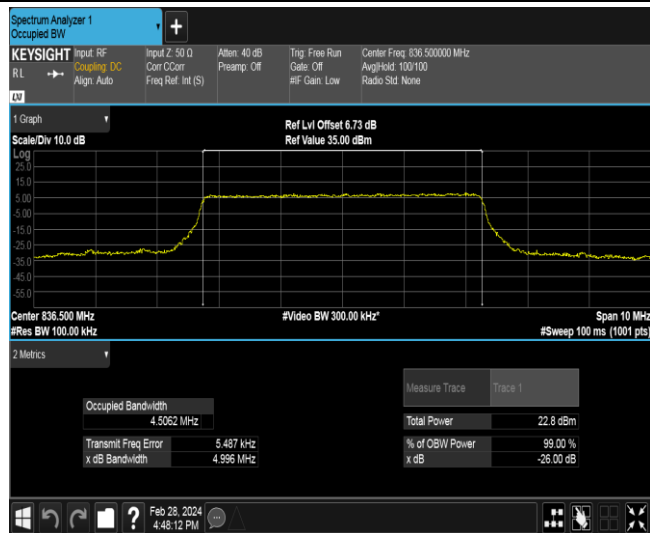 Spectrum Analyzer 1
Occupied BW
+
KEYSIGHT
RL
Input: RF
Coupling: DC
Align: Auto
Input Z: 50 Ω
Corr CCorr
Freq Ref: Int (S)
Atten: 40 dB
Preamp: Off
Trig: Free Run
Gate: Off
#IF Gain: Low
Center Freq: 836.500000 MHz
Avg|Hold: 100/100
Radio Std: None
1 Graph
Scale/Div 10.0 dB
Ref Lvl Offset 6.73 dB
Ref Value 35.00 dBm
Log
25.0
15.0
5.00
-5.00
-15.0
-25.0
-35.0
-45.0
-55.0
Center 836.500 MHz
#Res BW 100.00 kHz
#Video BW 300.00 kHz*
Span 10 MHz
#Sweep 100 ms (1001 pts)
2 Metrics
Measure Trace Trace 1
Occupied Bandwidth
4.5062 MHz
Total Power 22.8 dBm
Transmit Freq Error 5.487 kHz
% of OBW Power 99.00 %
x dB Bandwidth 4.996 MHz
x dB -26.00 dB
?
Feb 28, 2024
4:48:12 PM